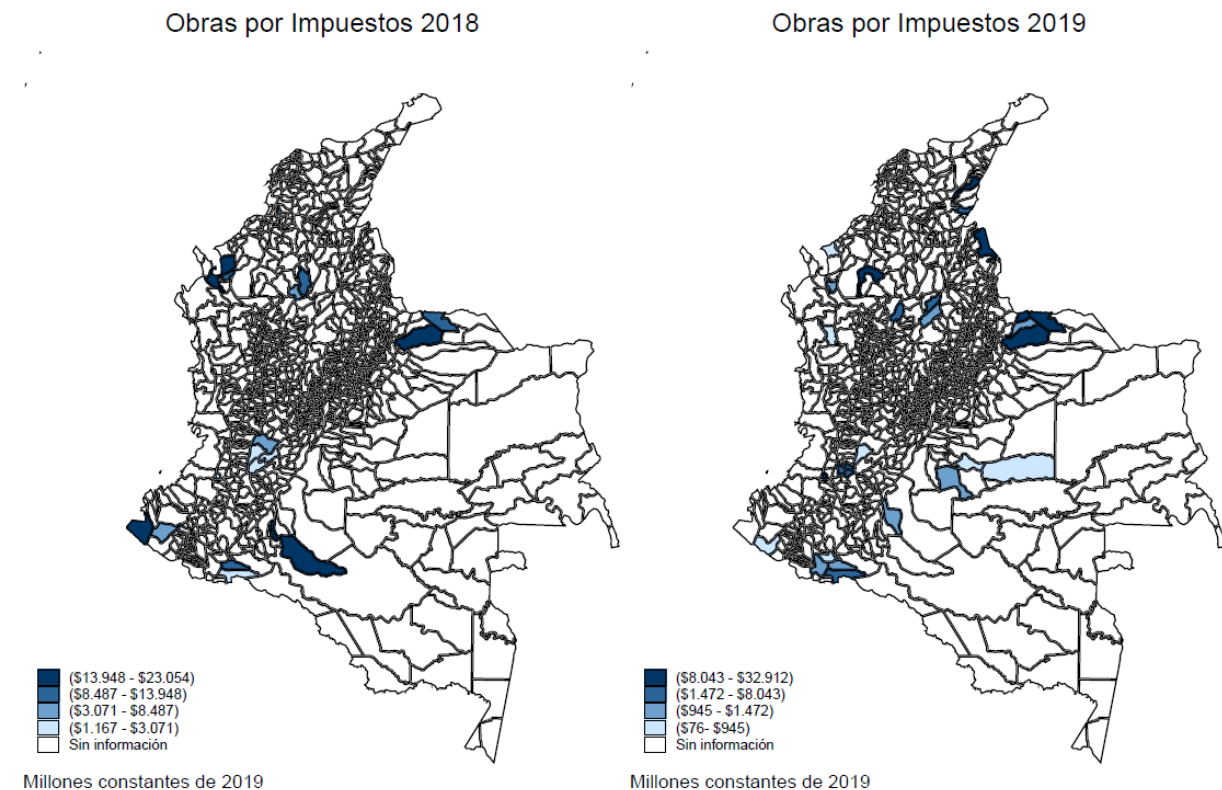 Obras por Impuestos 2018
($13.948 - $23.054)
($8.487 - $13.948)
($3.071 - $8.487)
($1.167 - $3.071)
Sin información
Millones constantes de 2019
Obras por Impuestos 2019
($8.043 - $32.912)
($1.472 - $8.043)
($945 - $1.472)
($76- $945)
Sin información
Millones constantes de 2019